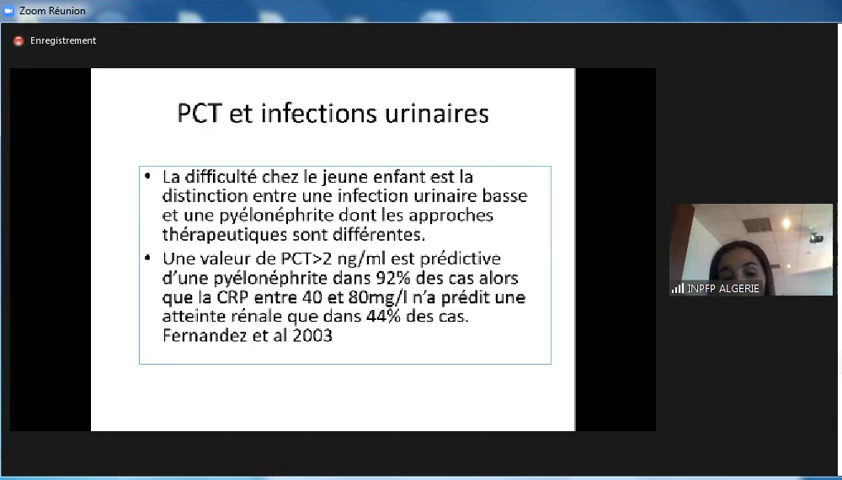 Zoom Réunion
Enregistrement
PCT et infections urinaires
• La difficulté chez le jeune enfant est la
distinction entre une infection urinaire basse
et une pyélonéphrite dont les approches
thérapeutiques sont différentes.
• Une valeur de PCT>2 ng/ml est prédictive
d'une pyélonéphrite dans 92% des cas alors
que la CRP entre 40 et 80mg/l n'a prédit une
atteinte rénale que dans 44% des cas.
Fernandez et al 2003
INPFP ALGERIE